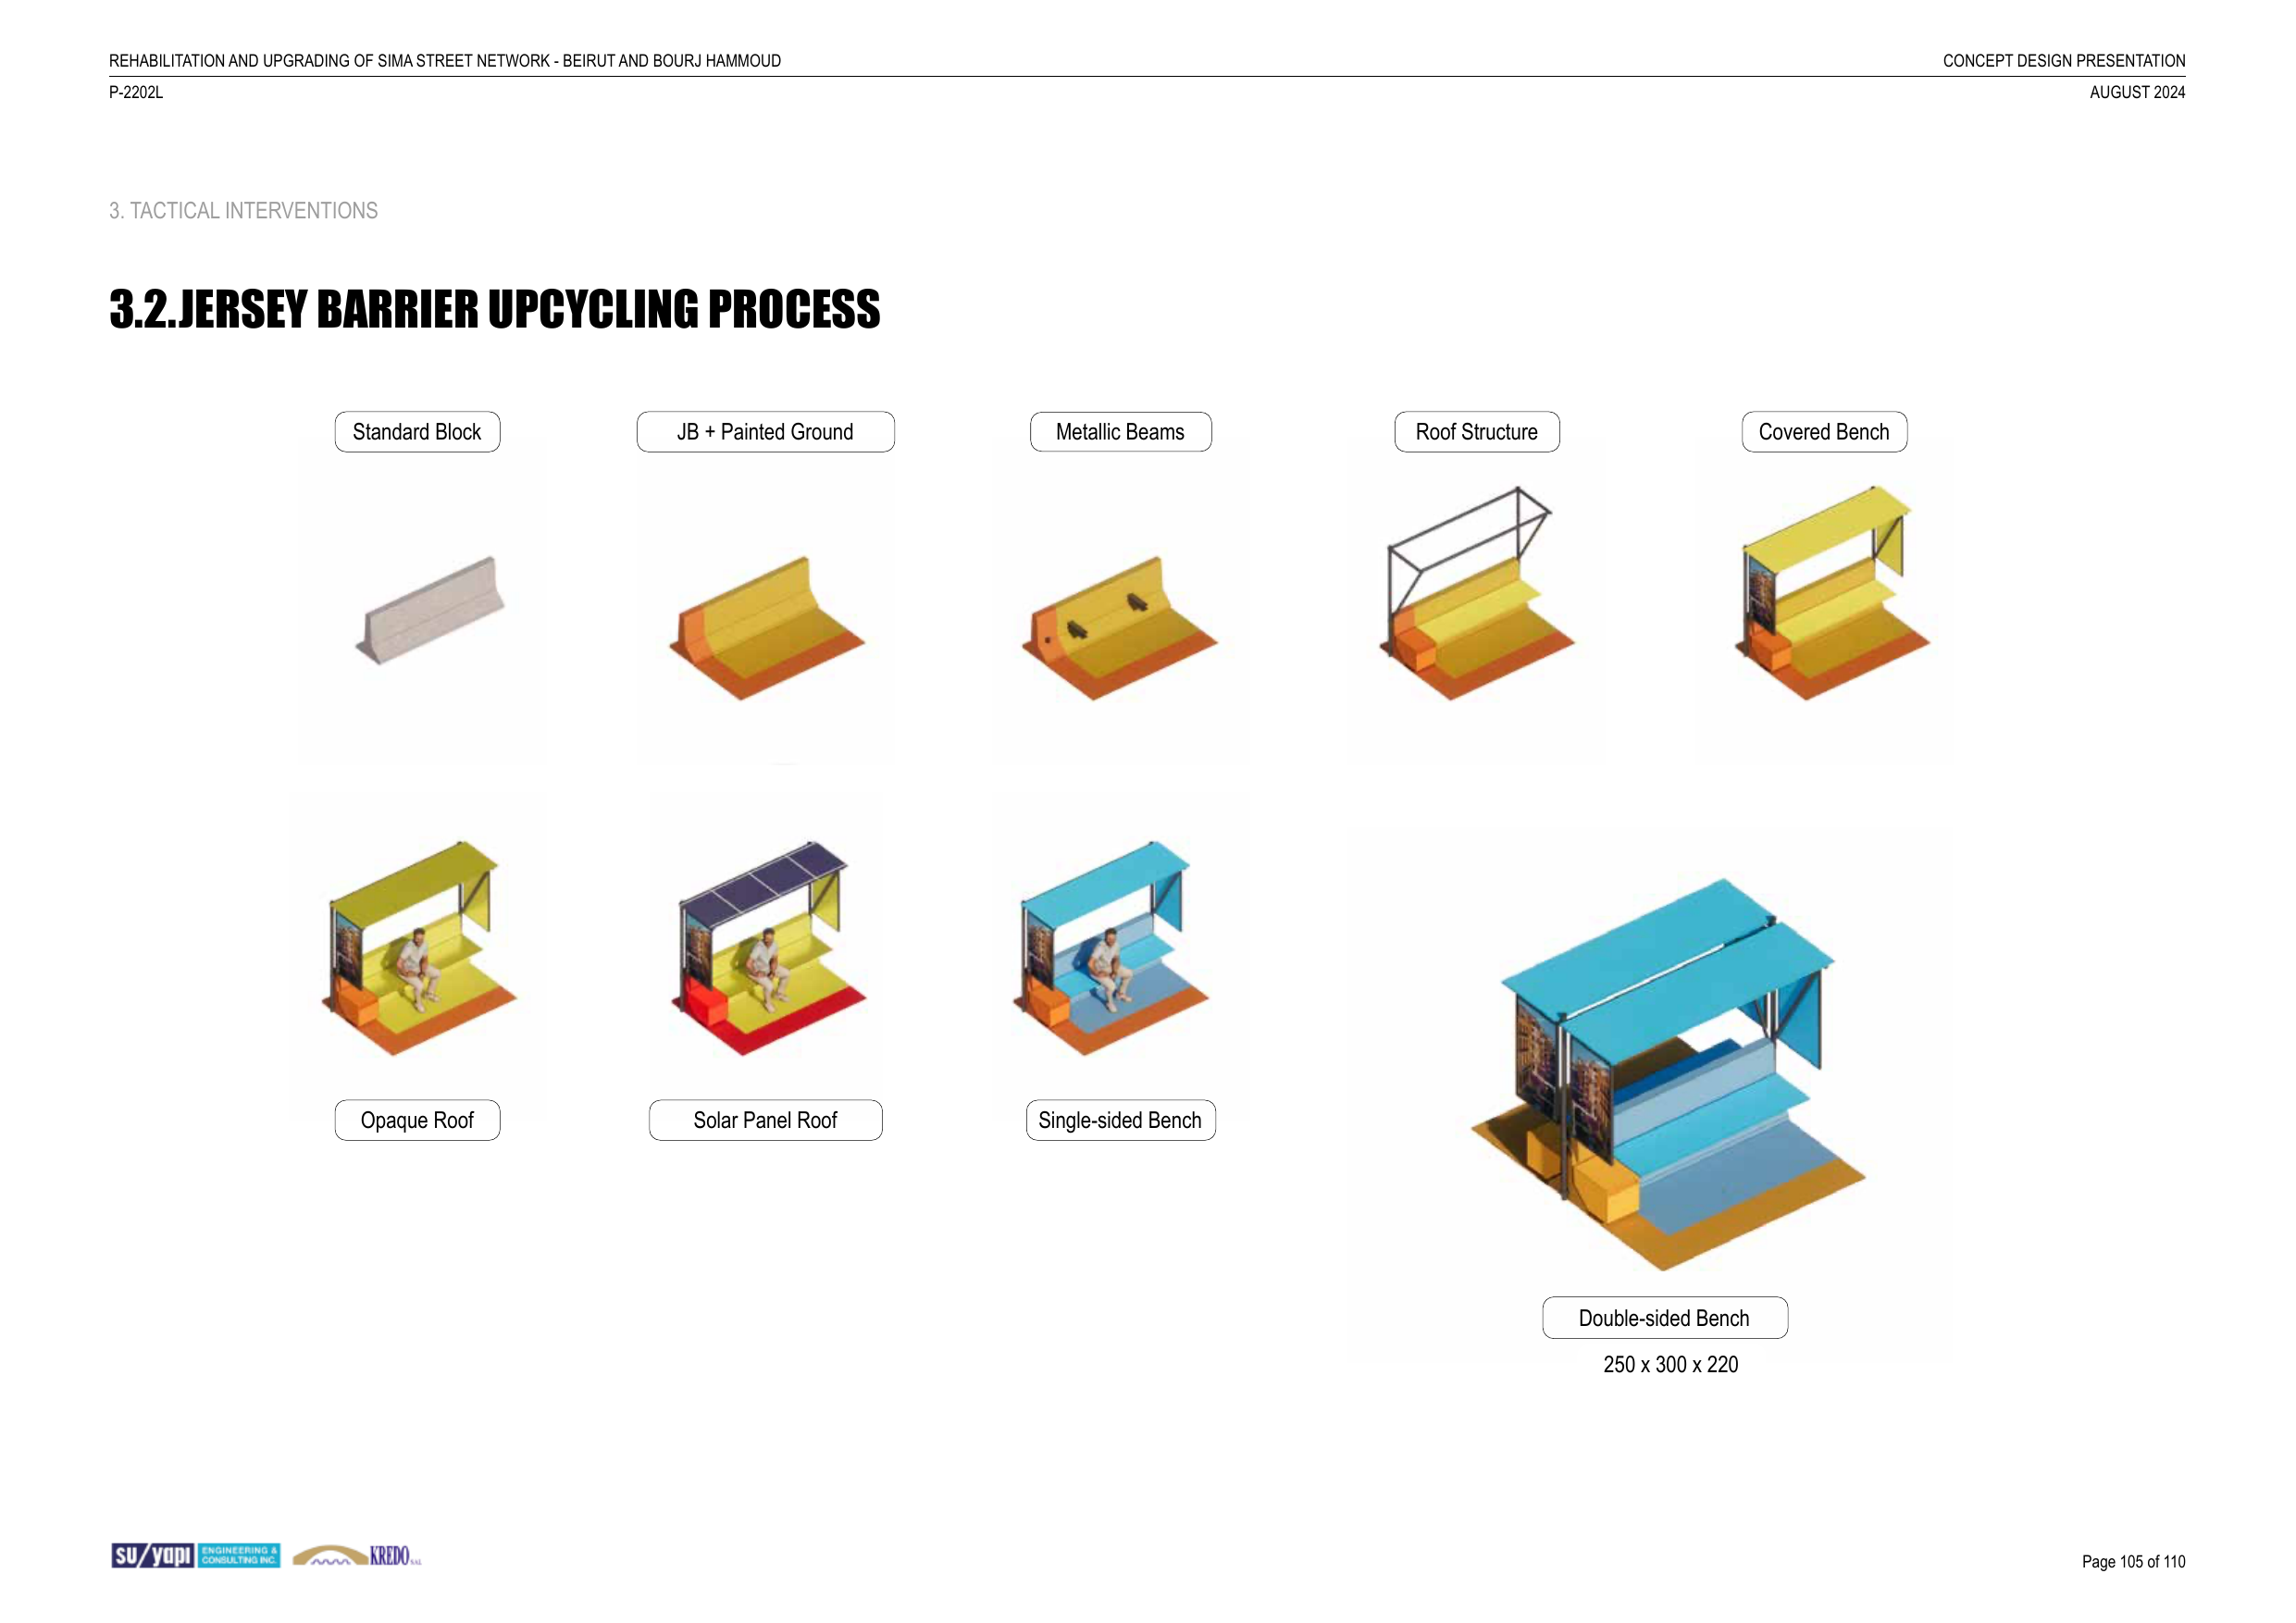 REHABILITATION AND UPGRADING OF SIMA STREET NETWORK - BEIRUT AND BOURJ HAMMOUD
CONCEPT DESIGN PRESENTATION
P-2202L
AUGUST 2024
3. TACTICAL INTERVENTIONS
3.2.JERSEY BARRIER UPCYCLING PROCESS
Standard Block
JB + Painted Ground
Metallic Beams
Roof Structure
Covered Bench
Opaque Roof
Solar Panel Roof
Single-sided Bench
Double-sided Bench
250 x 300 x 220
su/yapı
ENGINEERING &
CONSULTING INC.
KREDO SAL
Page 105 of 110